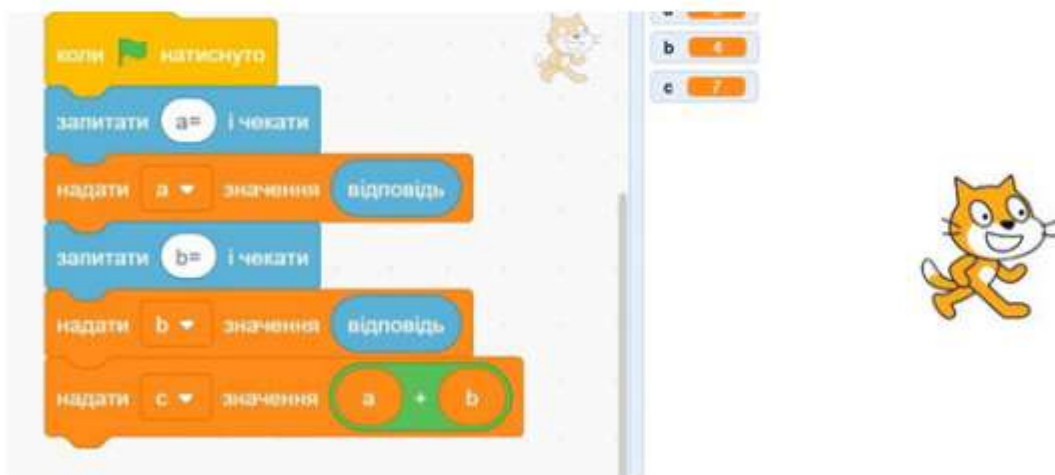 коли натиснуто
запитати a= і чекати
надати a значення відповідь
запитати b= і чекати
надати b значення відповідь
надати c значення a + b
b 4
c 7